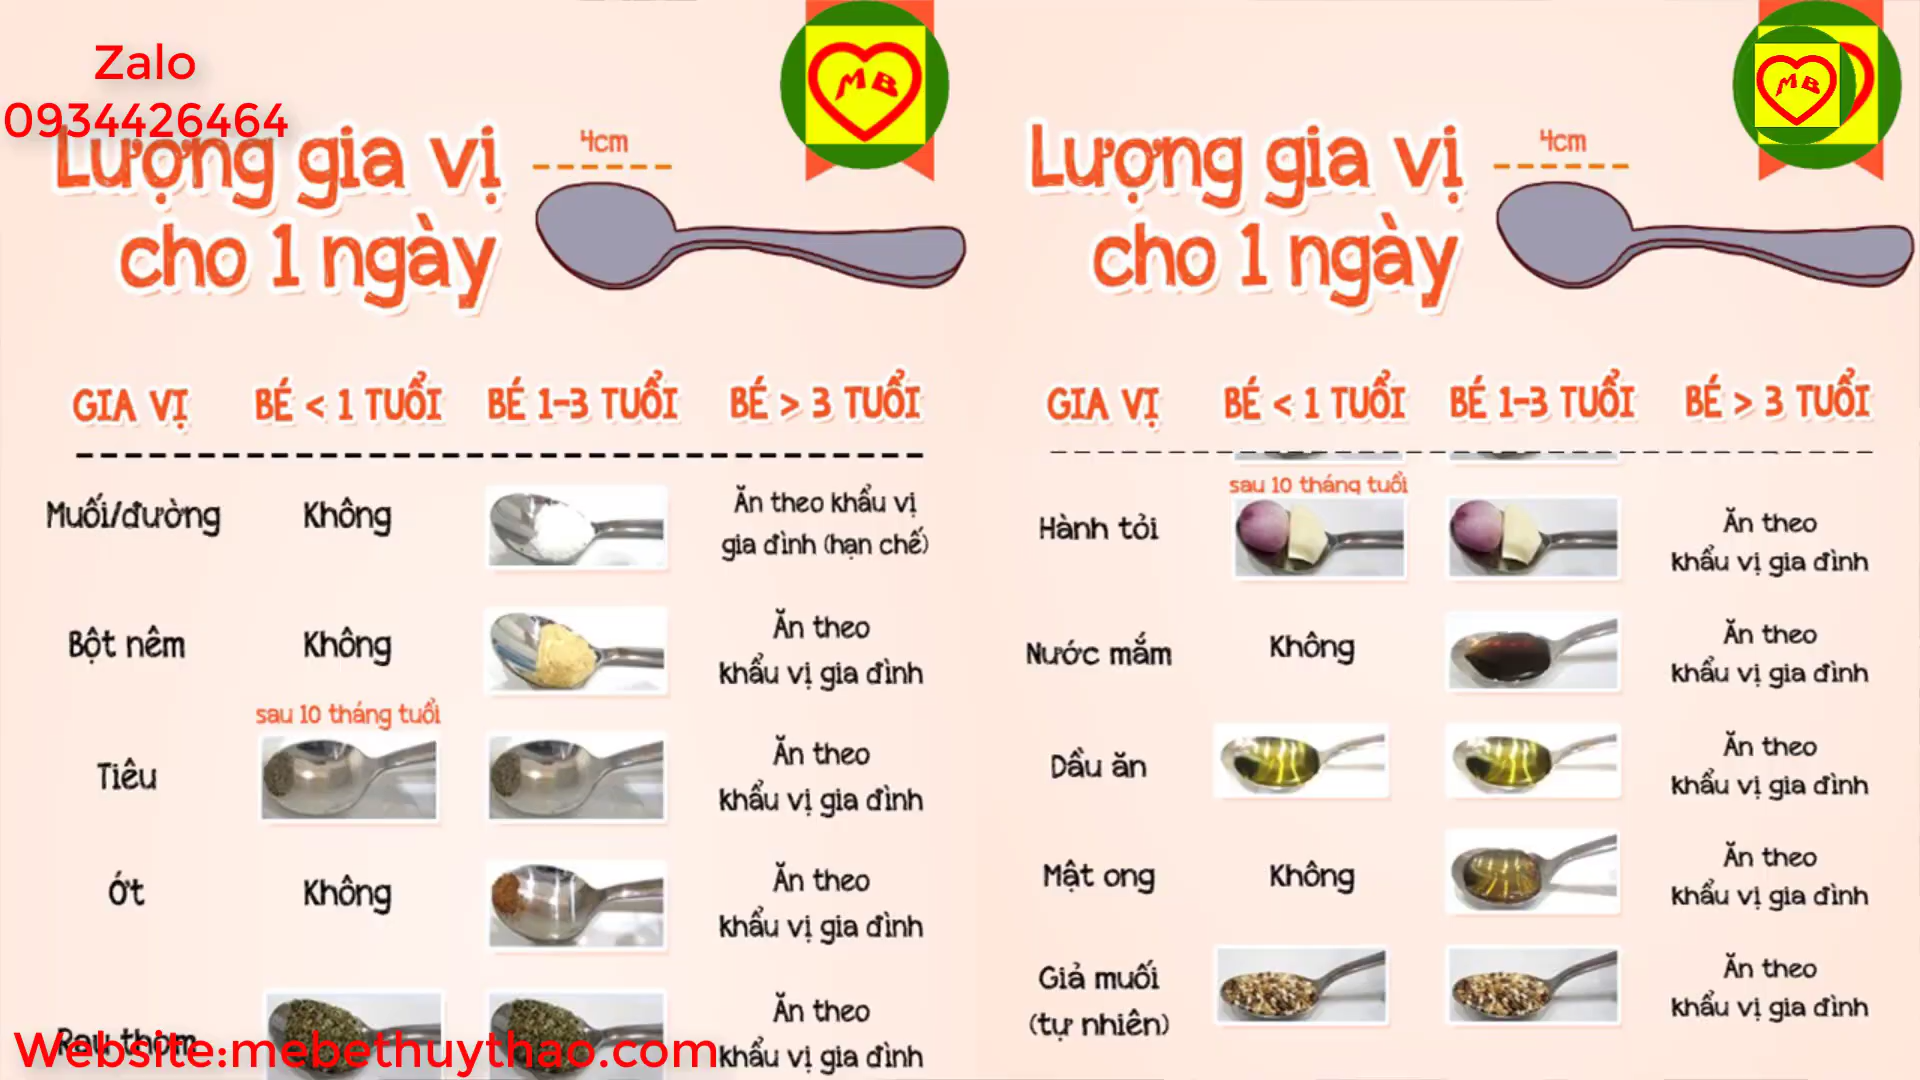 Zalo
0934426464
Lượng gia vị
cho 1 ngày
4cm
MB
GIA VỊ BÉ < 1 TUỔI BÉ 1-3 TUỔI BÉ > 3 TUỔI
Muối/đường Không Ăn theo khẩu vị
gia đình (hạn chế)
Bột nêm Không Ăn theo
khẩu vị gia đình
sau 10 tháng tuổi
Tiêu Ăn theo
khẩu vị gia đình
Ớt Không Ăn theo
khẩu vị gia đình
Rau thơm Ăn theo
khẩu vị gia đình
Website:mebethuythao.com
Lượng gia vị
cho 1 ngày
4cm
MB
GIA VỊ BÉ < 1 TUỔI BÉ 1-3 TUỔI BÉ > 3 TUỔI
sau 10 tháng tuổi
Hành tỏi Ăn theo
khẩu vị gia đình
Nước mắm Không Ăn theo
khẩu vị gia đình
Dầu ăn Ăn theo
khẩu vị gia đình
Mật ong Không Ăn theo
khẩu vị gia đình
Giả muối
(tự nhiên) Ăn theo
khẩu vị gia đình